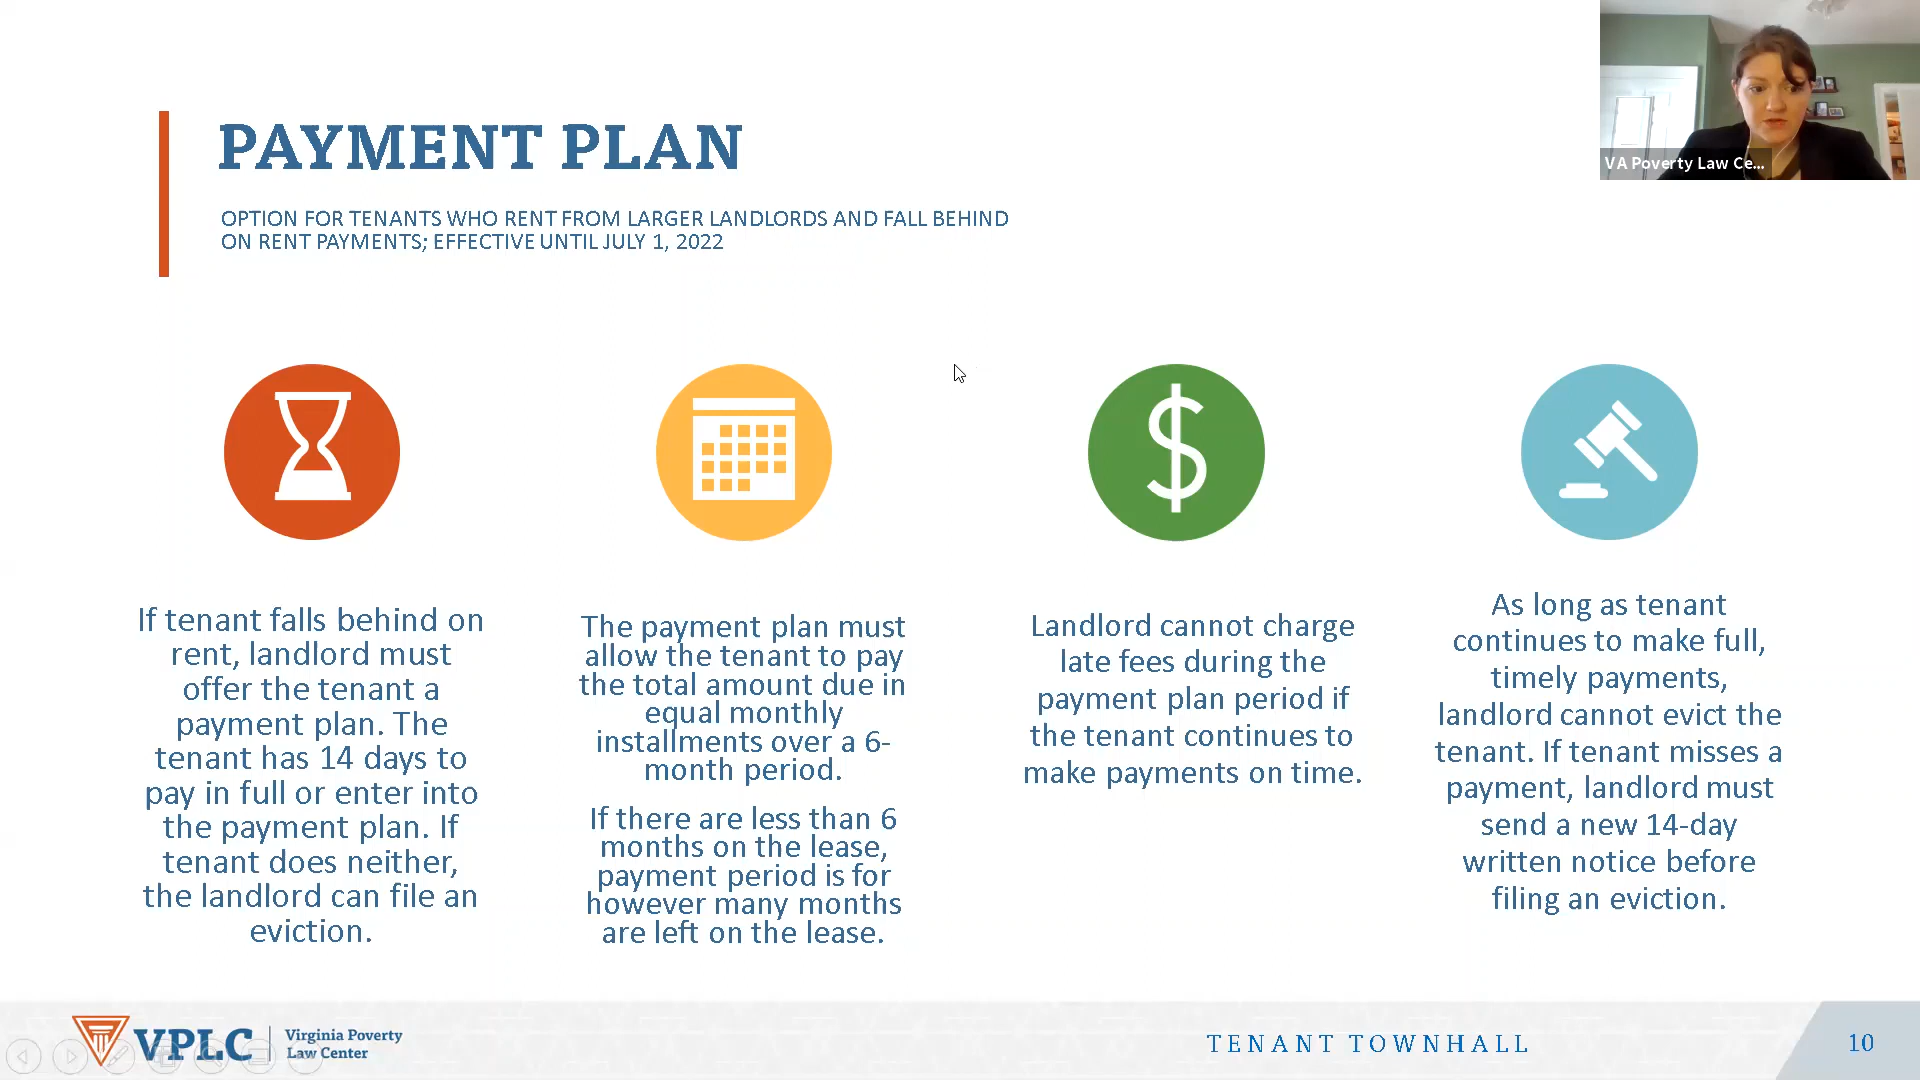 PAYMENT PLAN
OPTION FOR TENANTS WHO RENT FROM LARGER LANDLORDS AND FALL BEHIND
ON RENT PAYMENTS; EFFECTIVE UNTIL JULY 1, 2022
VA Poverty Law Ce...
If tenant falls behind on
rent, landlord must
offer the tenant a
payment plan. The
tenant has 14 days to
pay in full or enter into
the payment plan. If
tenant does neither,
the landlord can file an
eviction.
The payment plan must
allow the tenant to pay
the total amount due in
equal monthly
installments over a 6-
month period.
If there are less than 6
months on the lease,
payment period is for
however many months
are left on the lease.
Landlord cannot charge
late fees during the
payment plan period if
the tenant continues to
make payments on time.
As long as tenant
continues to make full,
timely payments,
landlord cannot evict the
tenant. If tenant misses a
payment, landlord must
send a new 14-day
written notice before
filing an eviction.
VPLC
Virginia Poverty
Law Center
TENANT TOWNHALL
10